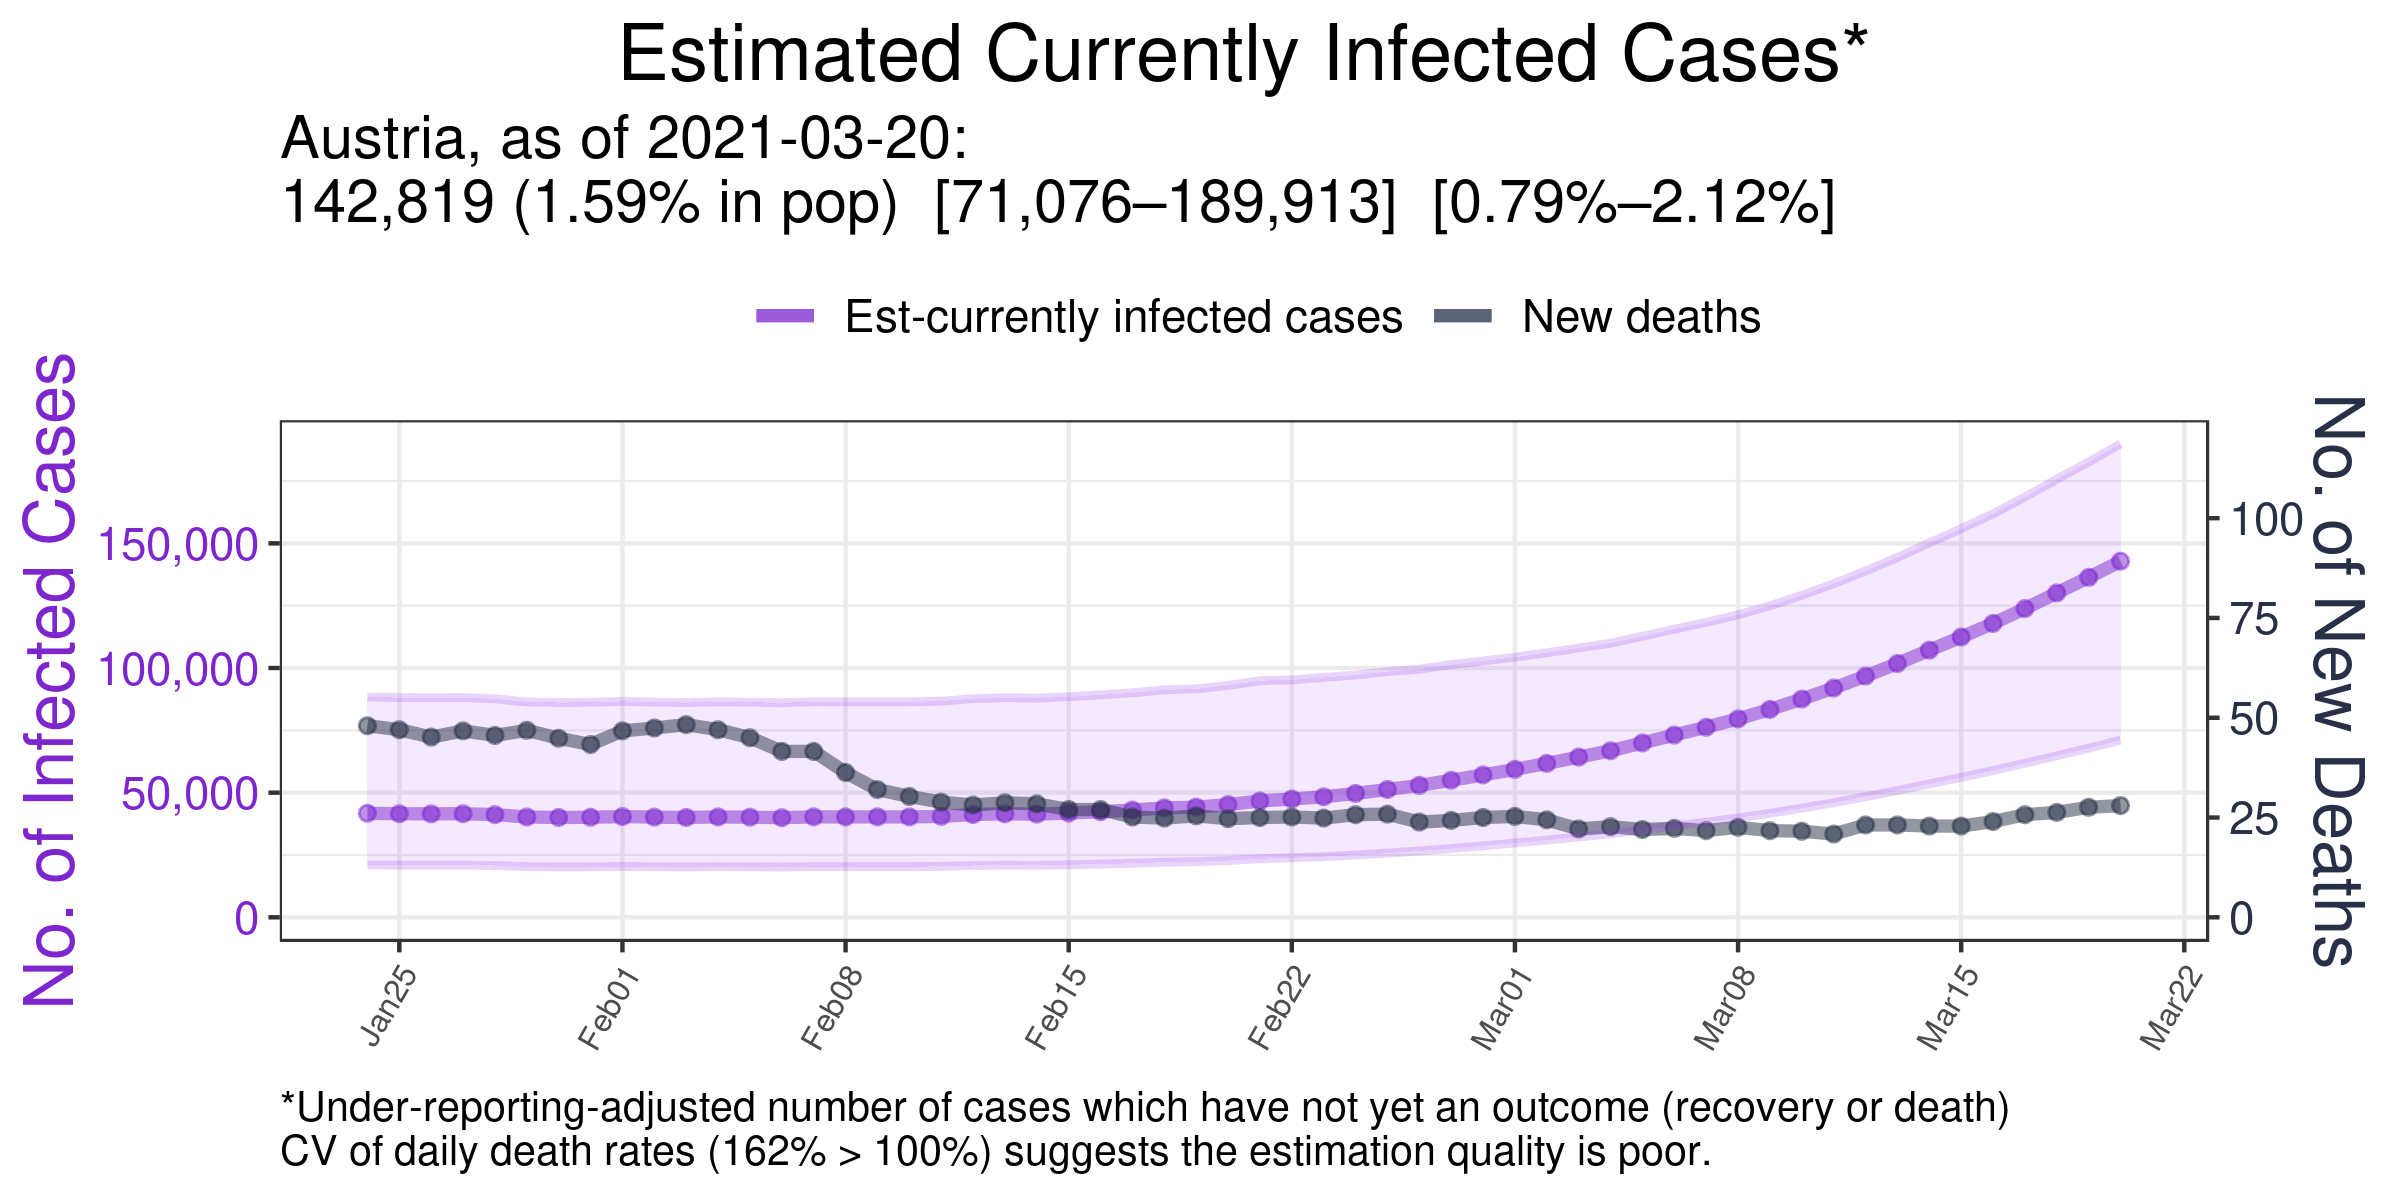 Estimated Currently Infected Cases*
Austria, as of 2021-03-20:
142,819 (1.59% in pop)  [71,076–189,913]  [0.79%–2.12%]
Est-currently infected cases
New deaths
No. of Infected Cases
150,000
100,000
50,000
0
100
75
50
25
0
No. of New Deaths
Jan25
Feb01
Feb08
Feb15
Feb22
Mar01
Mar08
Mar15
Mar22
*Under-reporting-adjusted number of cases which have not yet an outcome (recovery or death)
CV of daily death rates (162% > 100%) suggests the estimation quality is poor.